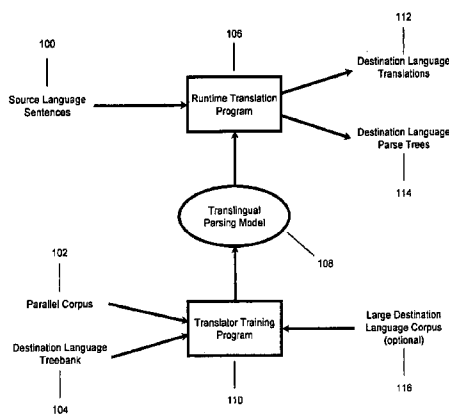 112
100
106
Destination Language
Translations
Source Language
Sentences
Runtime Translation
Program
Destination Language
Parse Trees
114
Translingual
Parsing Model
108
102
Parallel Corpus
Translator Training
Program
Large Destination
Language Corpus
(optional)
Destination Language
Treebank
104
110
116